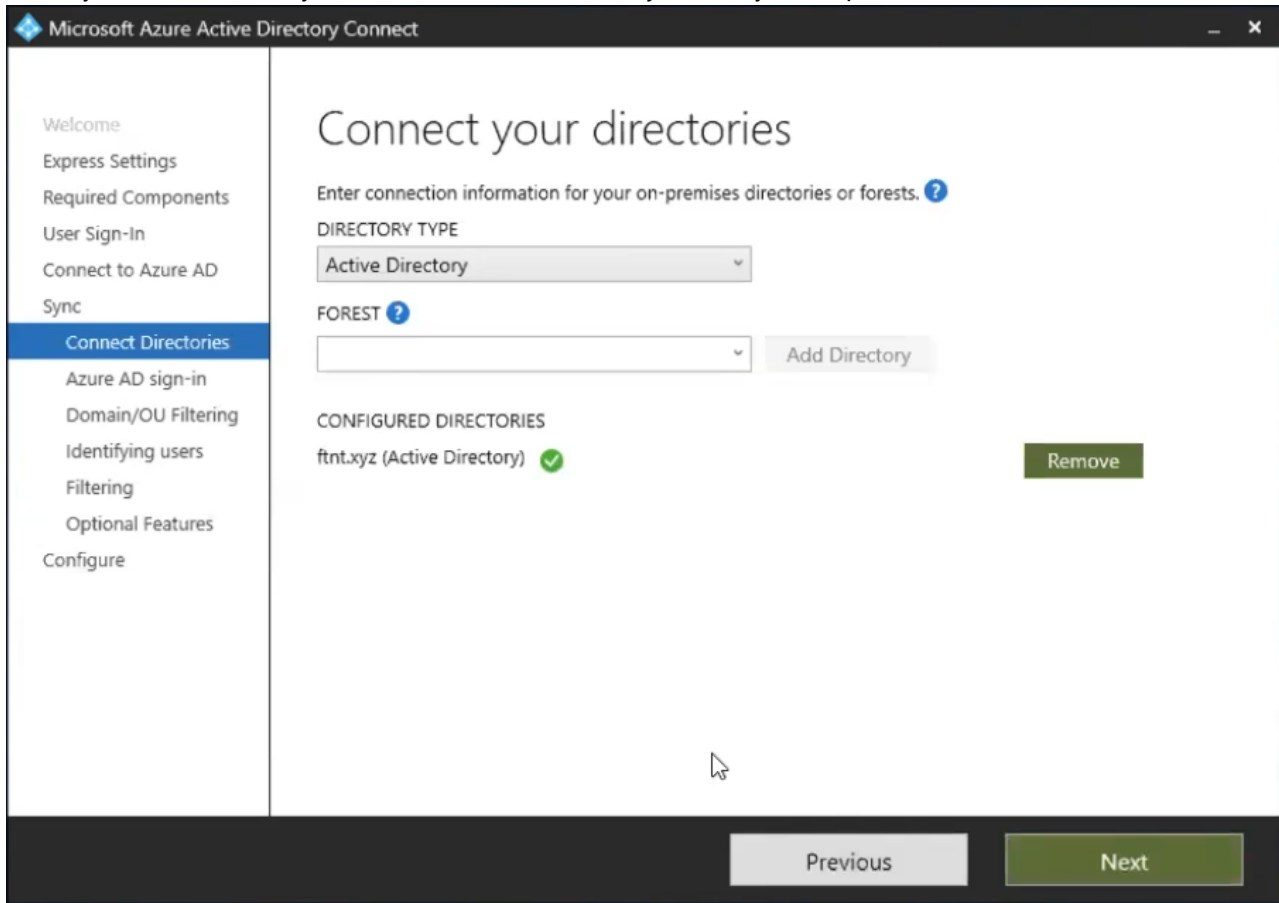 Microsoft Azure Active Directory Connect
Welcome
Express Settings
Required Components
User Sign-In
Connect to Azure AD
Sync
Connect Directories
Azure AD sign-in
Domain/OU Filtering
Identifying users
Filtering
Optional Features
Configure
Connect your directories
Enter connection information for your on-premises directories or forests. ?
DIRECTORY TYPE
Active Directory
FOREST ?
Add Directory
CONFIGURED DIRECTORIES
ftnt.xyz (Active Directory)
Remove
Previous
Next